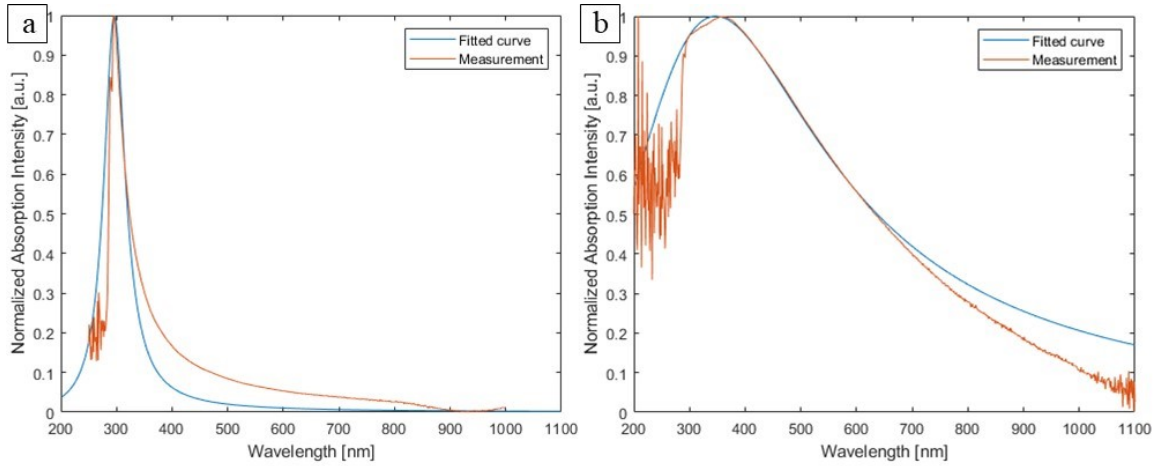 a
Normalized Absorption Intensity [a.u.]
1
0.9
0.8
0.7
0.6
0.5
0.4
0.3
0.2
0.1
0
Fitted curve
Measurement
200 300 400 500 600 700 800 900 1000 1100
Wavelength [nm]
b
Normalized Absorption Intensity [a.u.]
1
0.9
0.8
0.7
0.6
0.5
0.4
0.3
0.2
0.1
0
Fitted curve
Measurement
200 300 400 500 600 700 800 900 1000 1100
Wavelength [nm]